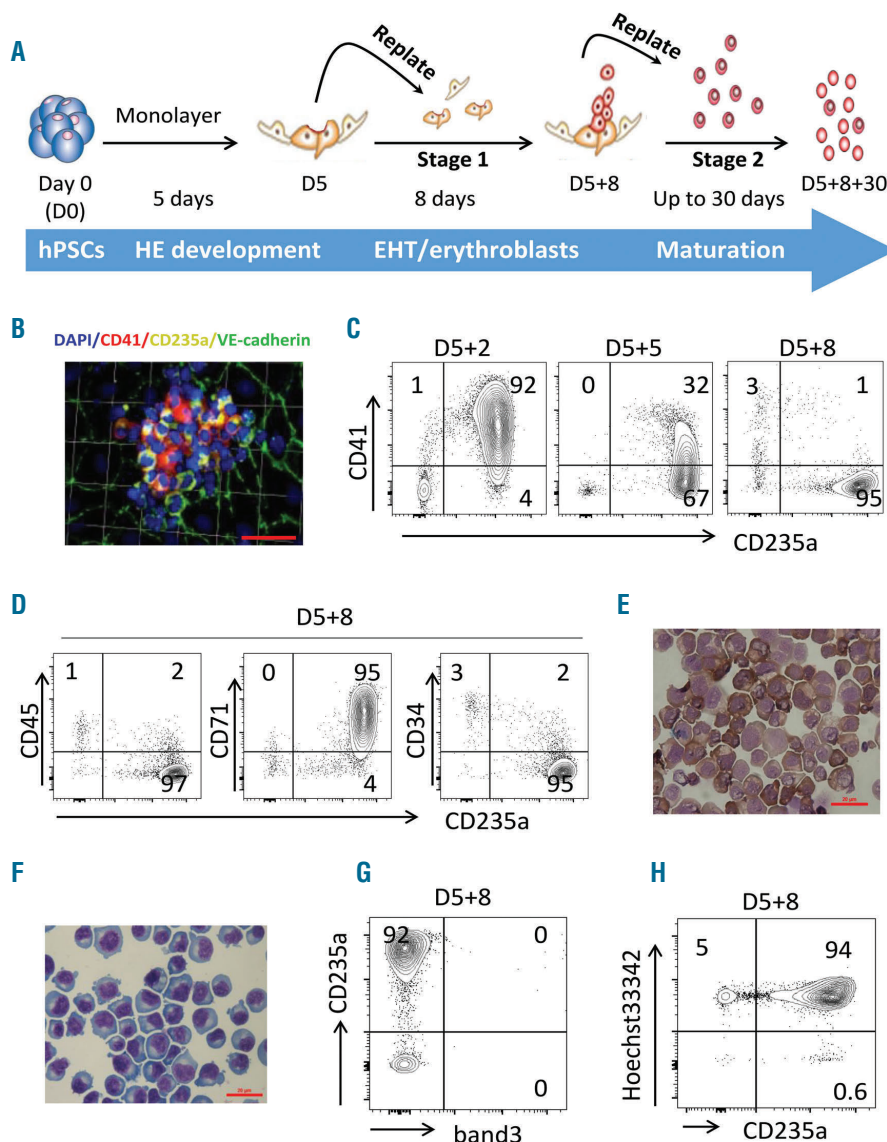 A
Replate
Replate
Monolayer
Stage 1
Stage 2
Day 0
(D0)
5 days
D5
8 days
D5+8
Up to 30 days
D5+8+30
hPSCs HE development EHT/erythroblasts Maturation
B
DAPI/CD41/CD235a/VE-cadherin
C
D5+2 D5+5 D5+8
CD41
1 92
4
0 32
67
3 1
95
CD235a
D
D5+8
CD45
1 2
97
CD71
0 95
4
CD34
3 2
95
CD235a
E
20 µm
F
20 µm
G
D5+8
CD235a
92 0
0
band3
H
D5+8
Hoechst33342
5 94
0.6
CD235a